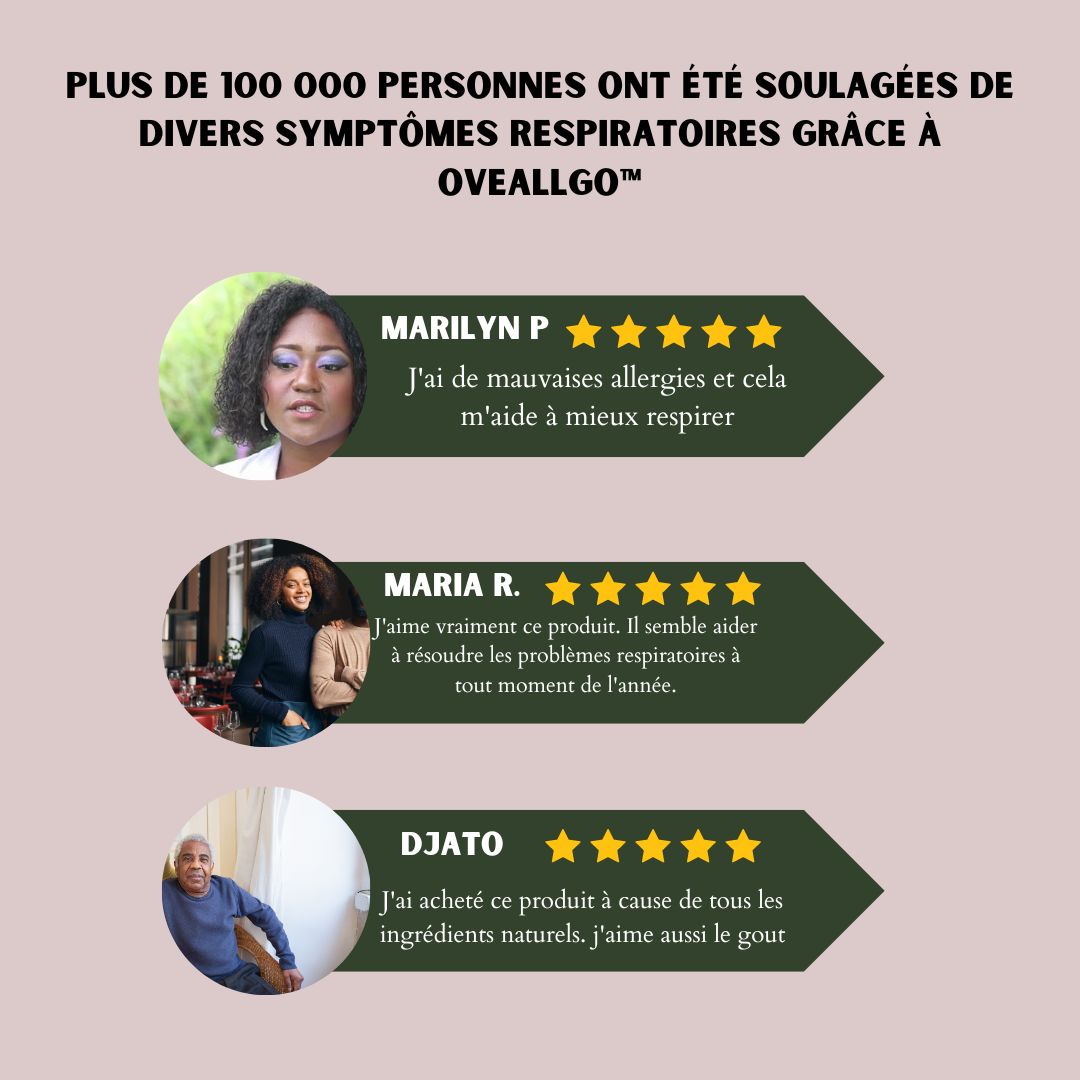 PLUS DE 100 000 PERSONNES ONT ÉTÉ SOULAGÉES DE
DIVERS SYMPTÔMES RESPIRATOIRES GRÂCE À
OVEALLGO™
MARILYN P
J'ai de mauvaises allergies et cela
m'aide à mieux respirer
MARIA R.
J'aime vraiment ce produit. Il semble aider
à résoudre les problèmes respiratoires à
tout moment de l'année.
DJATO
J'ai acheté ce produit à cause de tous les
ingrédients naturels. j'aime aussi le gout